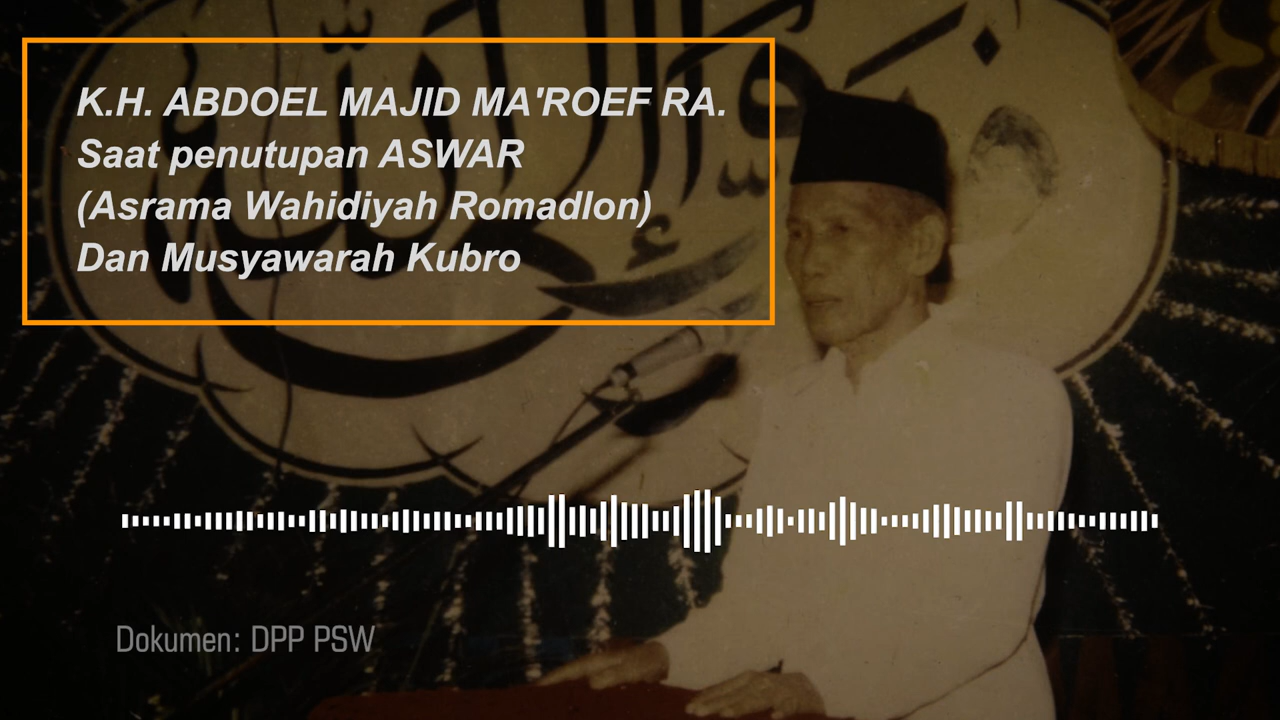 K.H. ABDOEL MAJID MA'ROEF RA.
Saat penutupan ASWAR
(Asrama Wahidiyah Romadlon)
Dan Musyawarah Kubro
Dokumen: DPP PSW